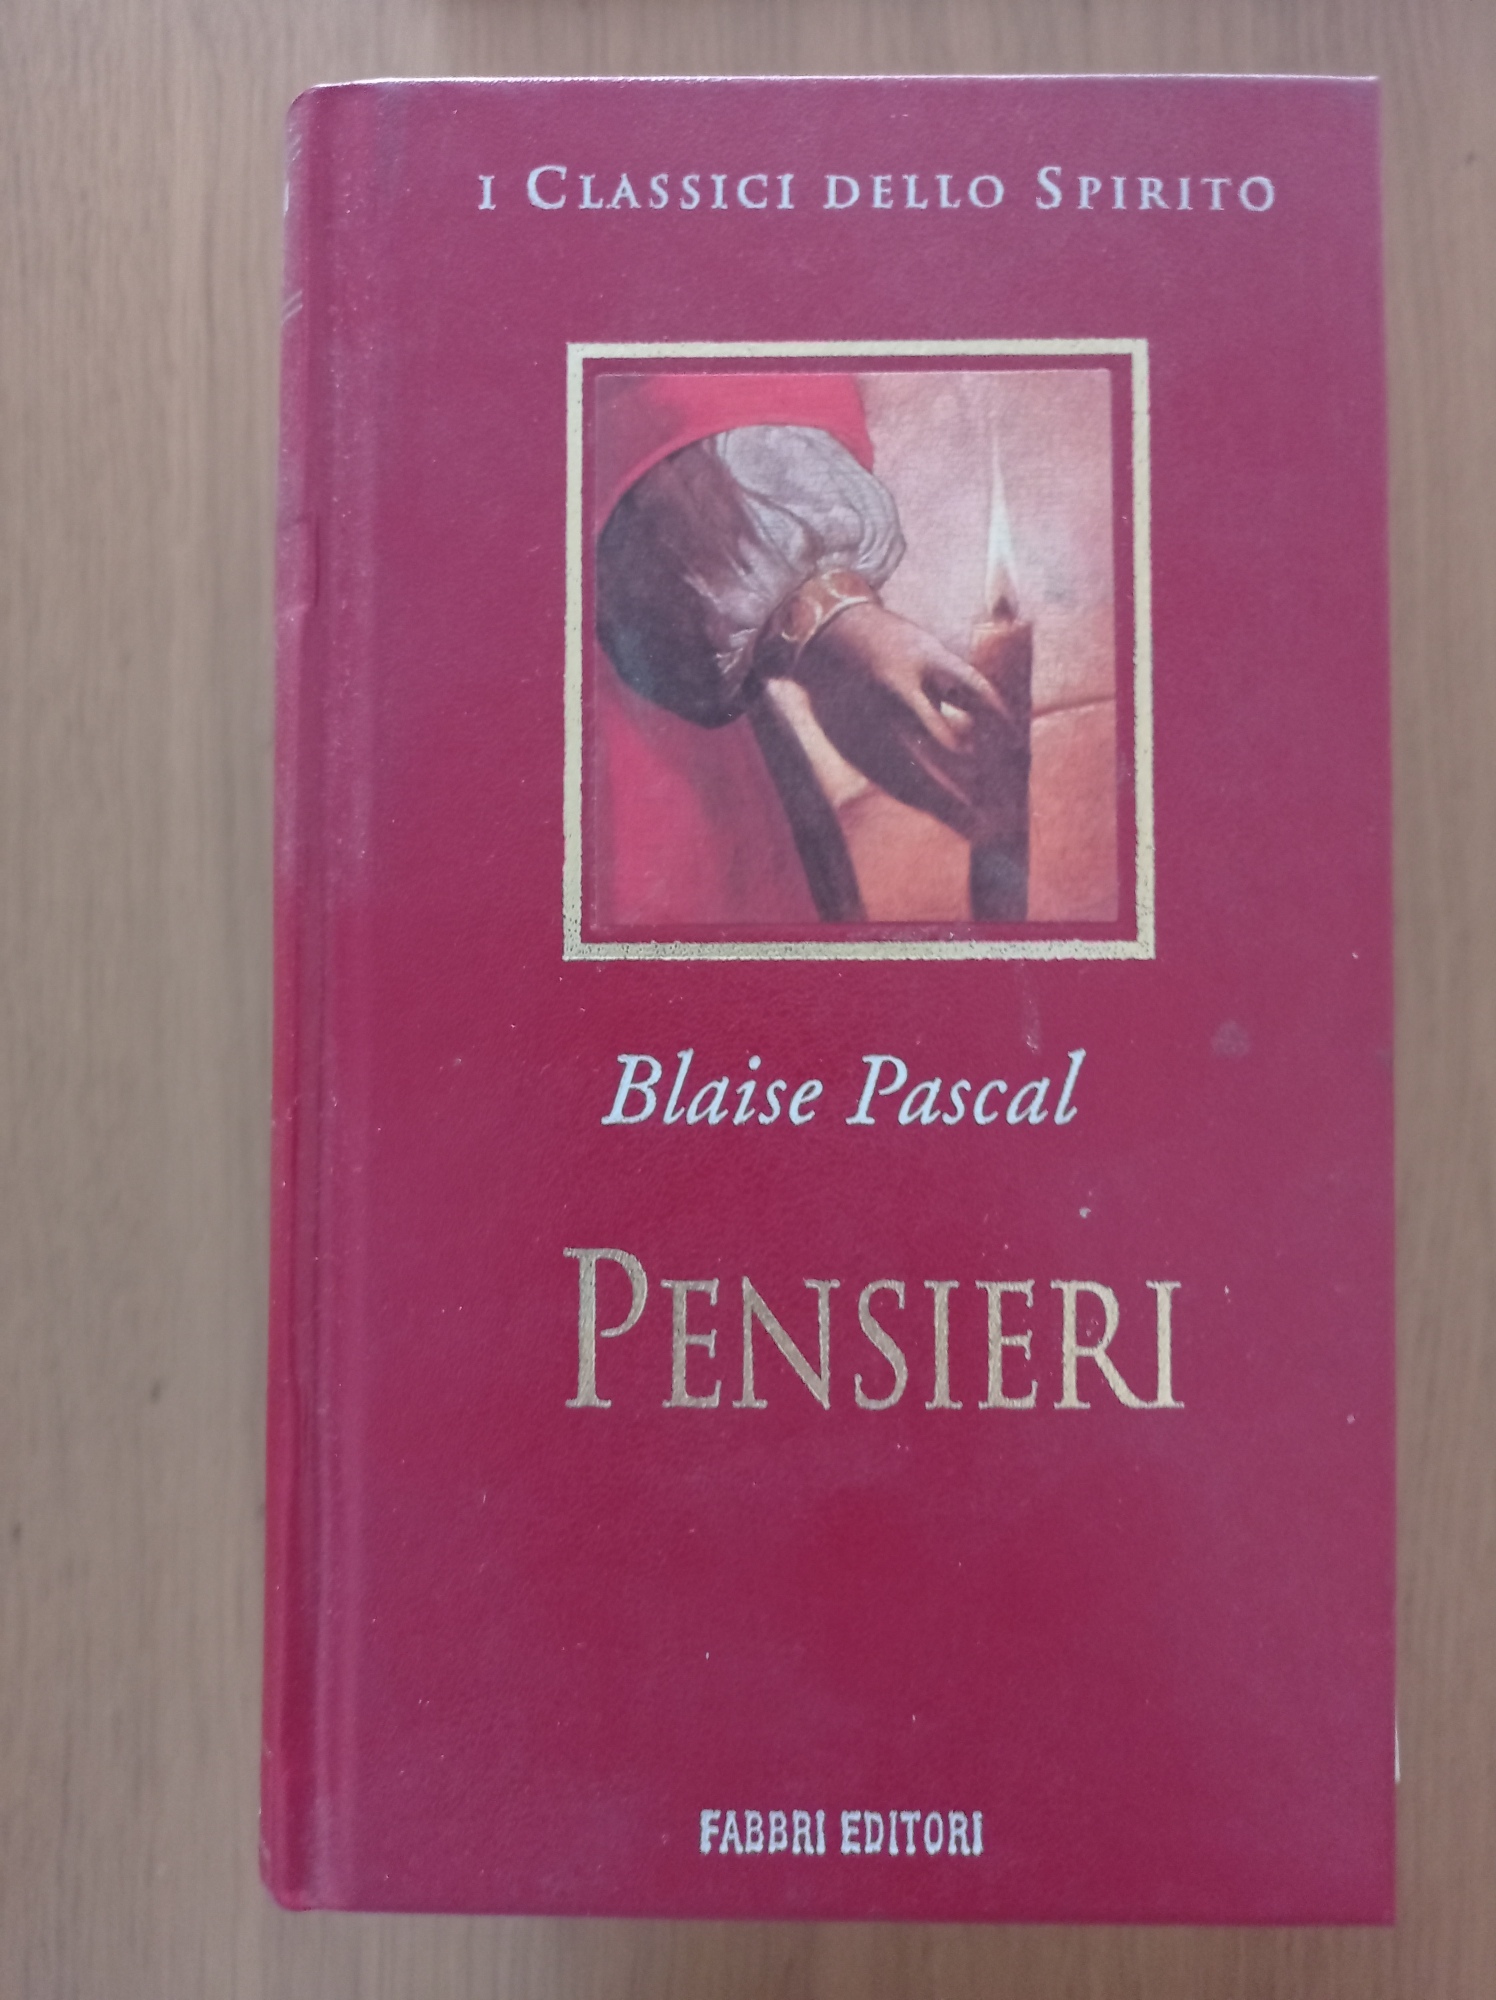 I CLASSICI DELLO SPIRITO
Blaise Pascal
PENSIERI
FABBRI EDITORI